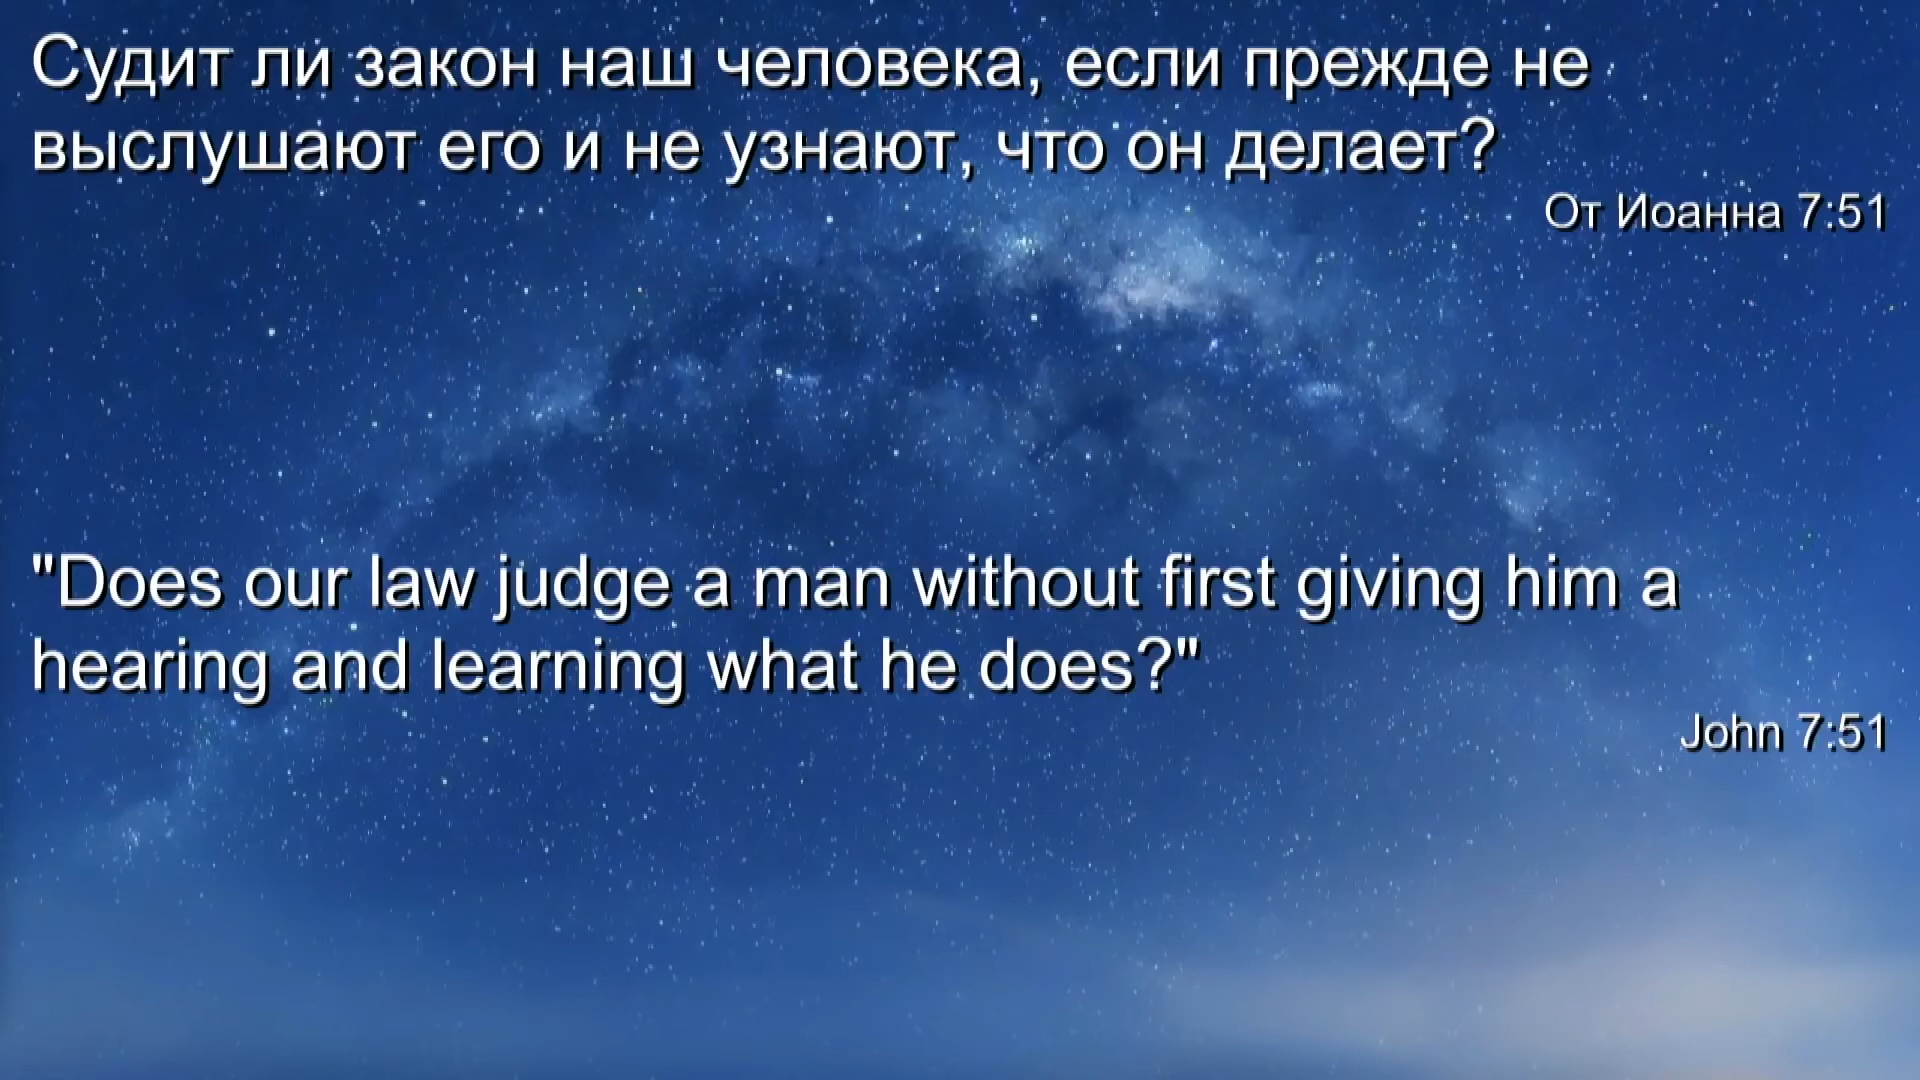 Судит ли закон наш человека, если прежде не
выслушают его и не узнают, что он делает?
От Иоанна 7:51
"Does our law judge a man without first giving him a
hearing and learning what he does?"
John 7:51